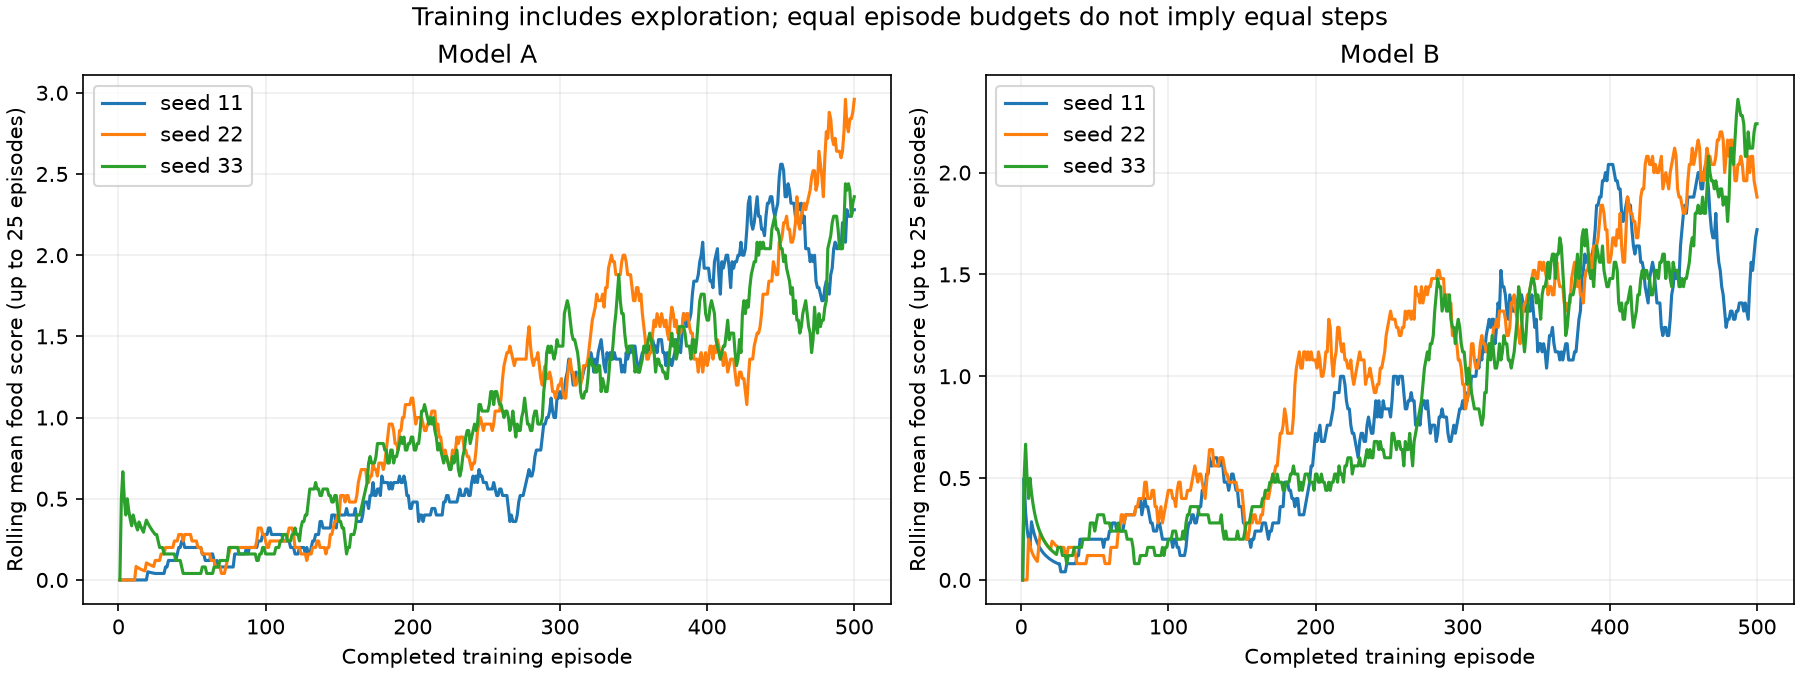 Training includes exploration; equal episode budgets do not imply equal steps
Model A
Rolling mean food score (up to 25 episodes)
3.0
2.5
2.0
1.5
1.0
0.5
0.0
seed 11
seed 22
seed 33
0
100
200
300
400
500
Completed training episode
Model B
Rolling mean food score (up to 25 episodes)
2.0
1.5
1.0
0.5
0.0
seed 11
seed 22
seed 33
0
100
200
300
400
500
Completed training episode